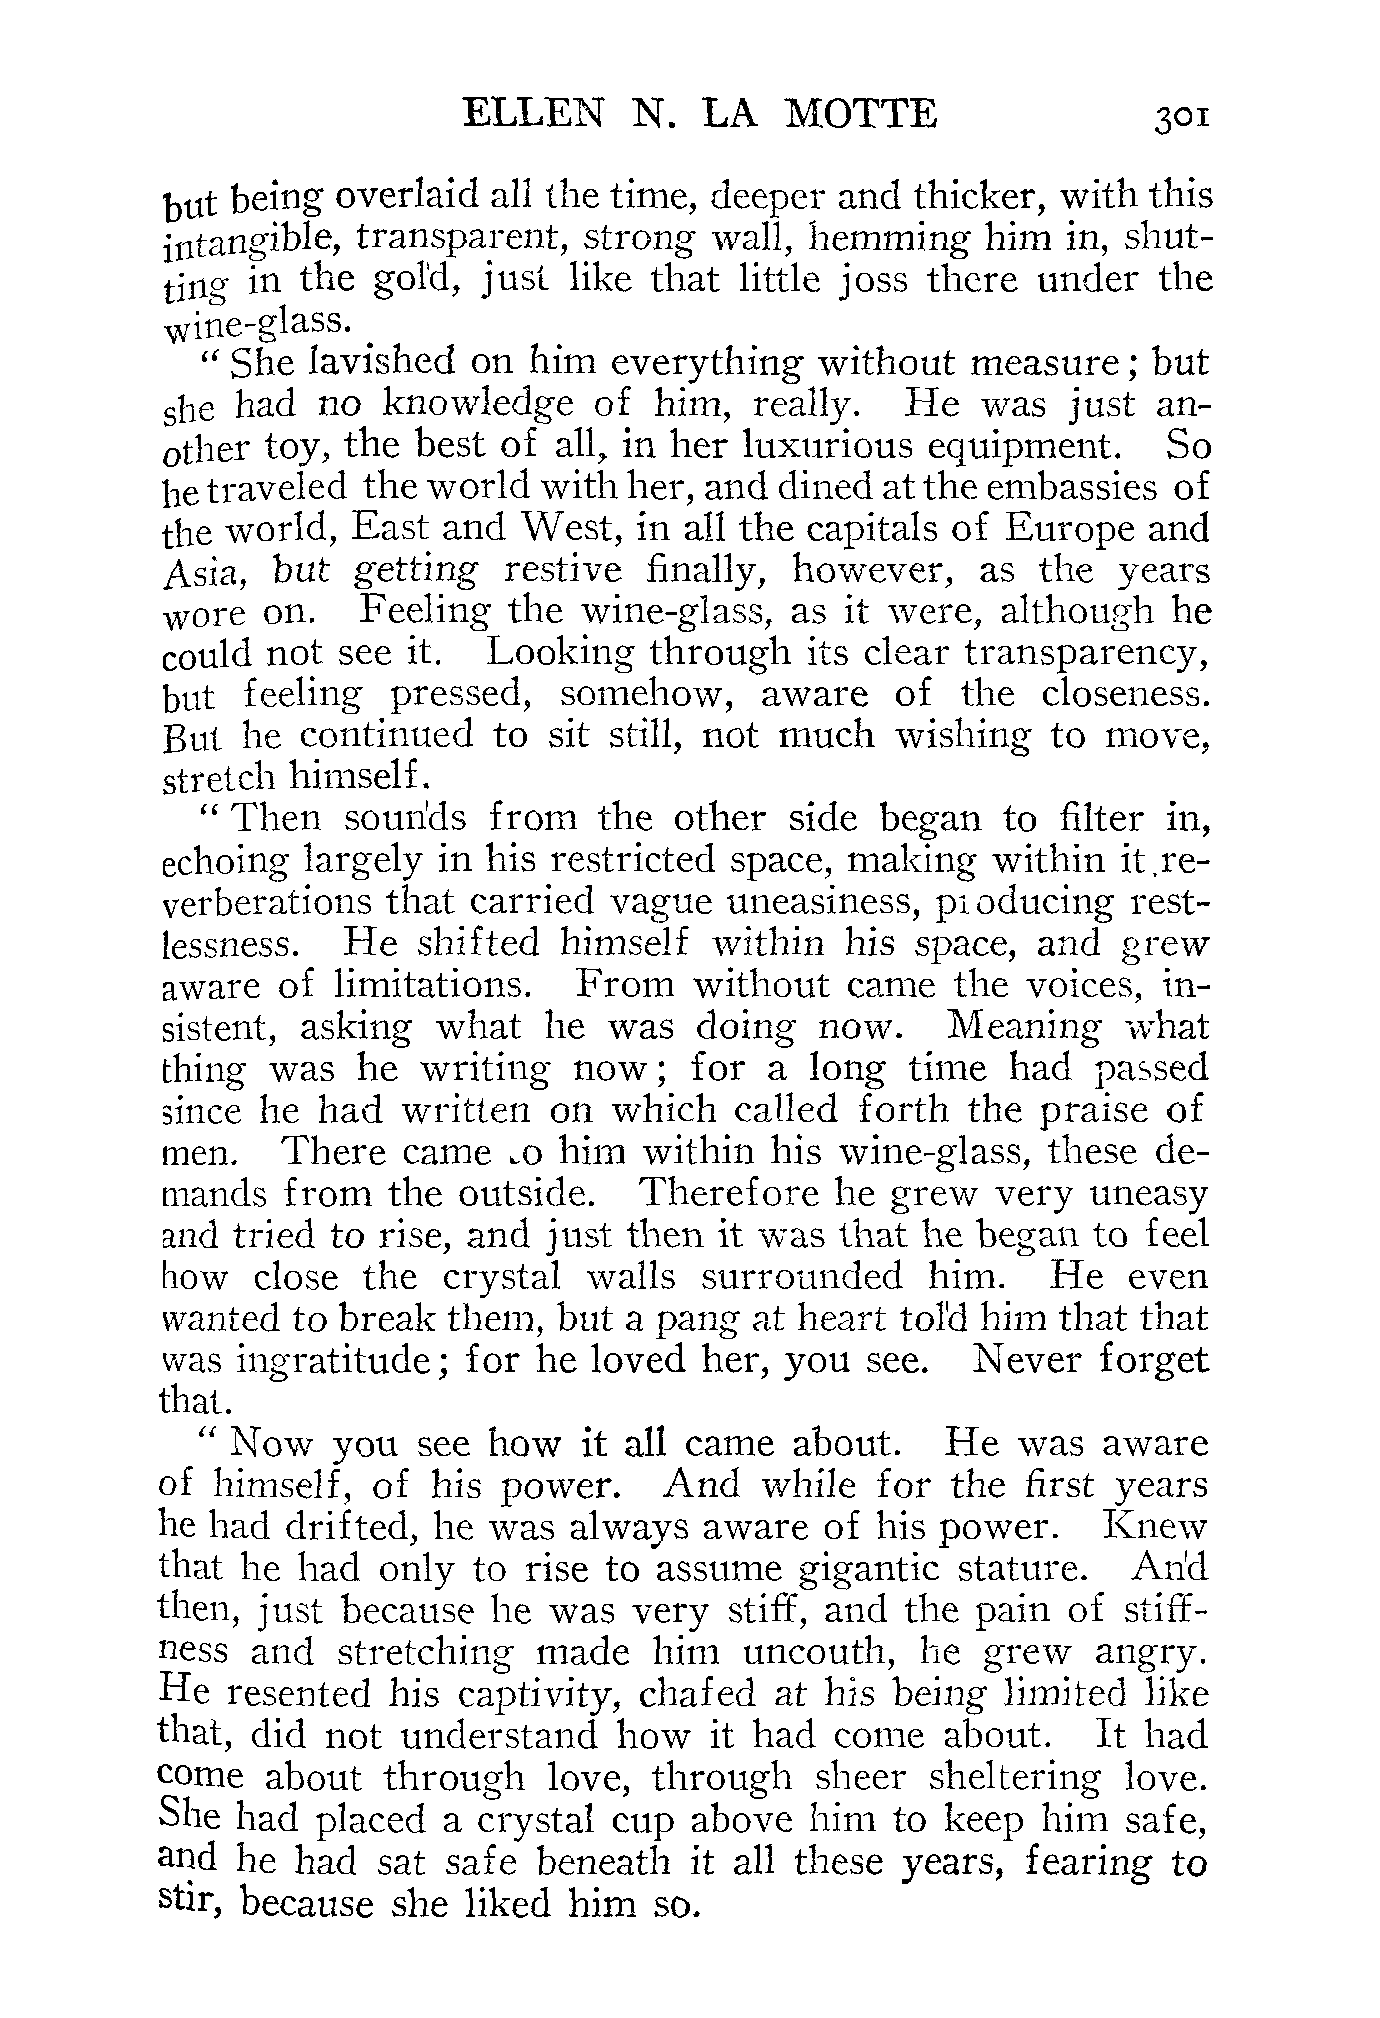 ELLEN N. LA MOTTE 301
but being overlaid all the time, deeper and thicker, with this
intangible, transparent, strong wall, hemming him in, shut-
ting in the gold, just like that little joss there under the
wine-glass.
" She lavished on him everything without measure; but
she had no knowledge of him, really. He was just an-
other toy, the best of all, in her luxurious equipment. So
he traveled the world with her, and dined at the embassies of
the world, East and West, in all the capitals of Europe and
Asia, but getting restive finally, however, as the years
wore on. Feeling the wine-glass, as it were, although he
could not see it. Looking through its clear transparency,
but feeling pressed, somehow, aware of the closeness.
But he continued to sit still, not much wishing to move,
stretch himself.
" Then sounds from the other side began to filter in,
echoing largely in his restricted space, making within it re-
verberations that carried vague uneasiness, producing rest-
lessness. He shifted himself within his space, and grew
aware of limitations. From without came the voices, in-
sistent, asking what he was doing now. Meaning what
thing was he writing now; for a long time had passed
since he had written on which called forth the praise of
men. There came to him within his wine-glass, these de-
mands from the outside. Therefore he grew very uneasy
and tried to rise, and just then it was that he began to feel
how close the crystal walls surrounded him. He even
wanted to break them, but a pang at heart told him that that
was ingratitude; for he loved her, you see. Never forget
that.
" Now you see how it all came about. He was aware
of himself, of his power. And while for the first years
he had drifted, he was always aware of his power. Knew
that he had only to rise to assume gigantic stature. And
then, just because he was very stiff, and the pain of stiff-
ness and stretching made him uncouth, he grew angry.
He resented his captivity, chafed at his being limited like
that, did not understand how it had come about. It had
come about through love, through sheer sheltering love.
She had placed a crystal cup above him to keep him safe,
and he had sat safe beneath it all these years, fearing to
stir, because she liked him so.